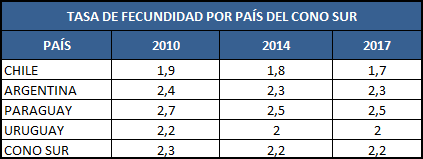 TASA DE FECUNDIDAD POR PAÍS DEL CONO SUR
PAÍS 2010 2014 2017
CHILE 1,9 1,8 1,7
ARGENTINA 2,4 2,3 2,3
PARAGUAY 2,7 2,5 2,5
URUGUAY 2,2 2 2
CONO SUR 2,3 2,2 2,2